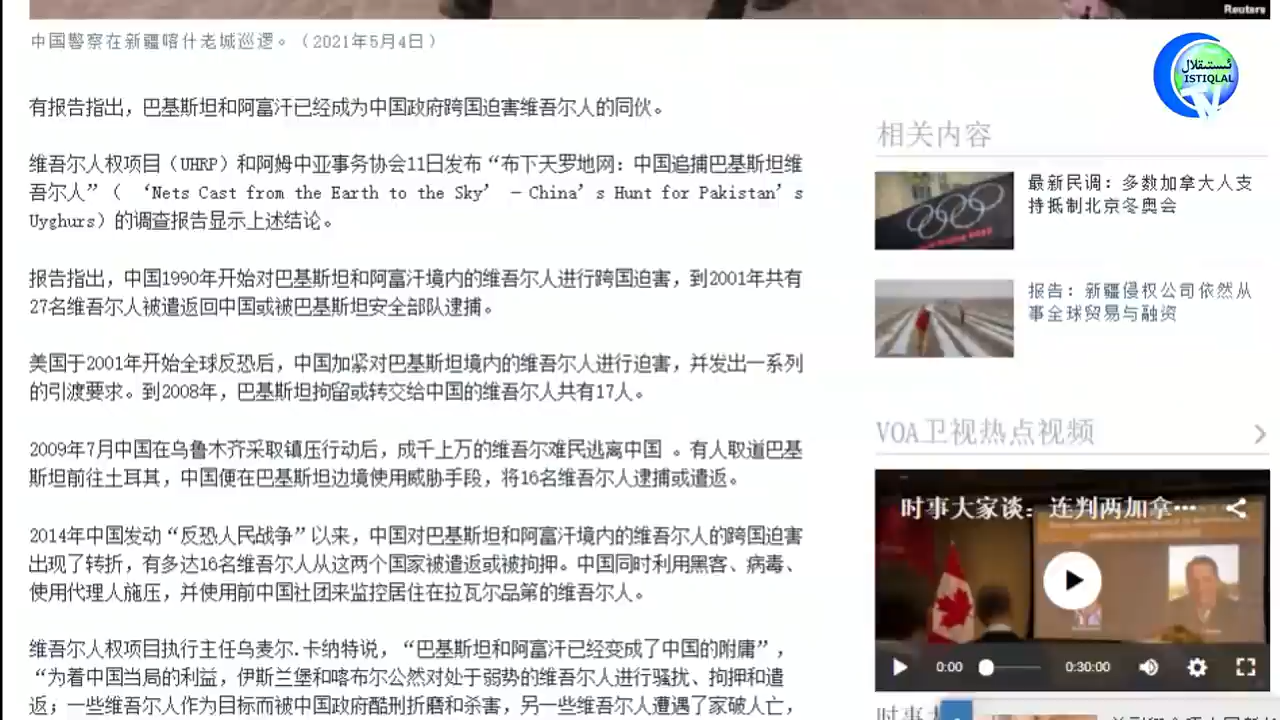 Reuters
中国警察在新疆喀什老城巡逻。（2021年5月4日）
ئىستىقلال
ISTIQLAL
TV
有报告指出，巴基斯坦和阿富汗已经成为中国政府跨国迫害维吾尔人的同伙。
维吾尔人权项目（UHRP）和阿姆中亚事务协会11日发布“布下天罗地网：中国追捕巴基斯坦维
吾尔人”（ ‘Nets Cast from the Earth to the Sky’ －China’s Hunt for Pakistan’s
Uyghurs）的调查报告显示上述结论。
报告指出，中国1990年开始对巴基斯坦和阿富汗境内的维吾尔人进行跨国迫害，到2001年共有
27名维吾尔人被遣返回中国或被巴基斯坦安全部队逮捕。
美国于2001年开始全球反恐后，中国加紧对巴基斯坦境内的维吾尔人进行迫害，并发出一系列
的引渡要求。到2008年，巴基斯坦拘留或转交给中国的维吾尔人共有17人。
2009年7月中国在乌鲁木齐采取镇压行动后，成千上万的维吾尔难民逃离中国 。有人取道巴基
斯坦前往土耳其，中国便在巴基斯坦边境使用威胁手段，将16名维吾尔人逮捕或遣返。
2014年中国发动“反恐人民战争”以来，中国对巴基斯坦和阿富汗境内的维吾尔人的跨国迫害
出现了转折，有多达16名维吾尔人从这两个国家被遣返或被拘押。中国同时利用黑客、病毒、
使用代理人施压，并使用前中国社团来监控居住在拉瓦尔品第的维吾尔人。
维吾尔人权项目执行主任乌麦尔.卡纳特说，“巴基斯坦和阿富汗已经变成了中国的附庸”，
“为着中国当局的利益，伊斯兰堡和喀布尔公然对处于弱势的维吾尔人进行骚扰、拘押和遣
返；一些维吾尔人作为目标而被中国政府酷刑折磨和杀害，另一些维吾尔人遭遇了家破人亡，
相关内容
最新民调：多数加拿大人支
持抵制北京冬奥会
报告：新疆侵权公司依然从
事全球贸易与融资
VOA卫视热点视频
时事大家谈：连判两加拿…
0:00
0:30:00